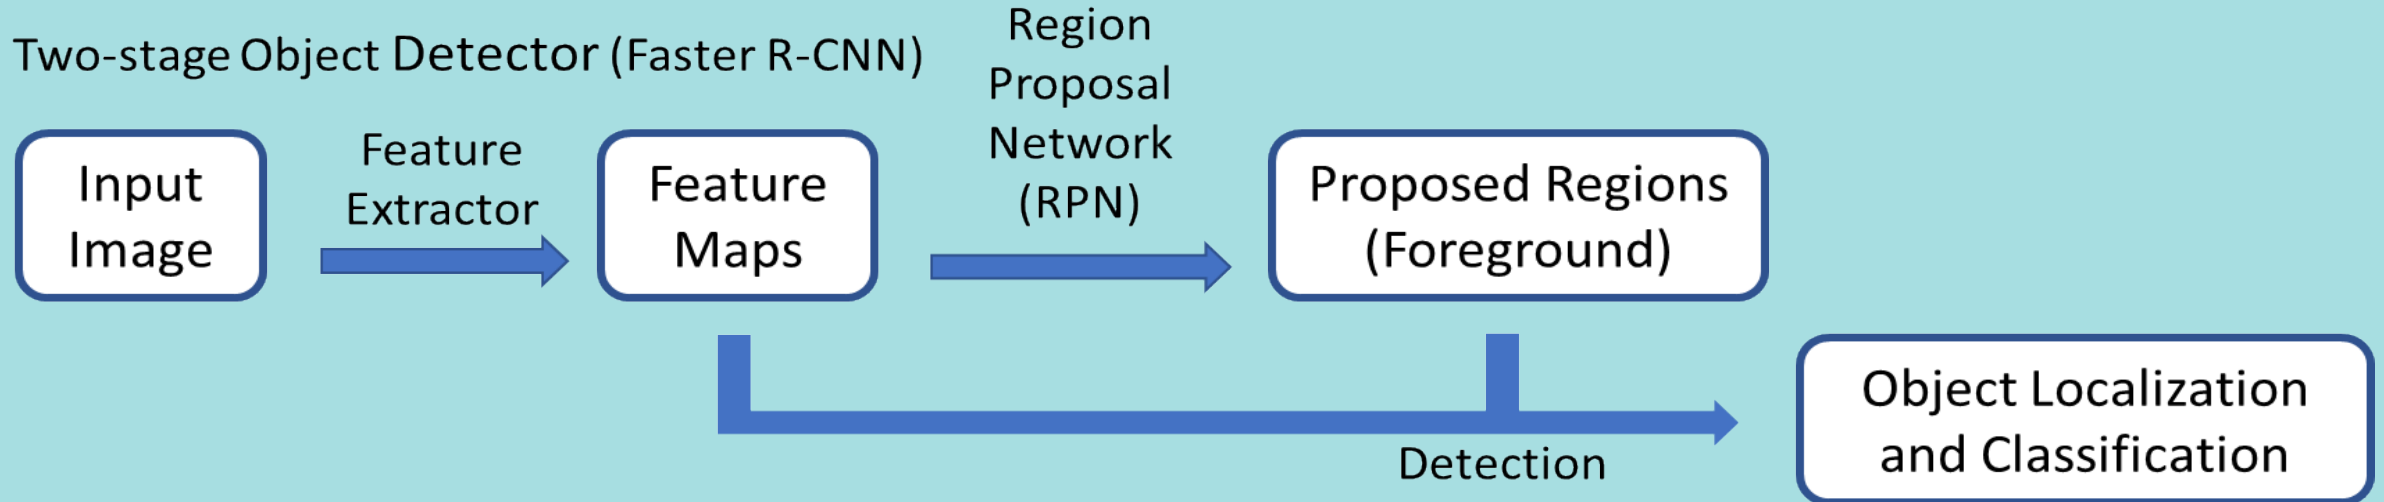 Two-stage Object Detector (Faster R-CNN)
Input
Image
Feature
Extractor
Feature
Maps
Region
Proposal
Network
(RPN)
Proposed Regions
(Foreground)
Detection
Object Localization
and Classification